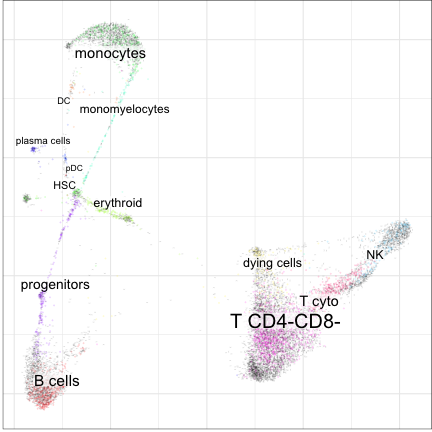 monocytes
DC
monomyelocytes
plasma cells
pDC
HSC
erythroid
NK
dying cells
progenitors
T cyto
T CD4-CD8-
B cells